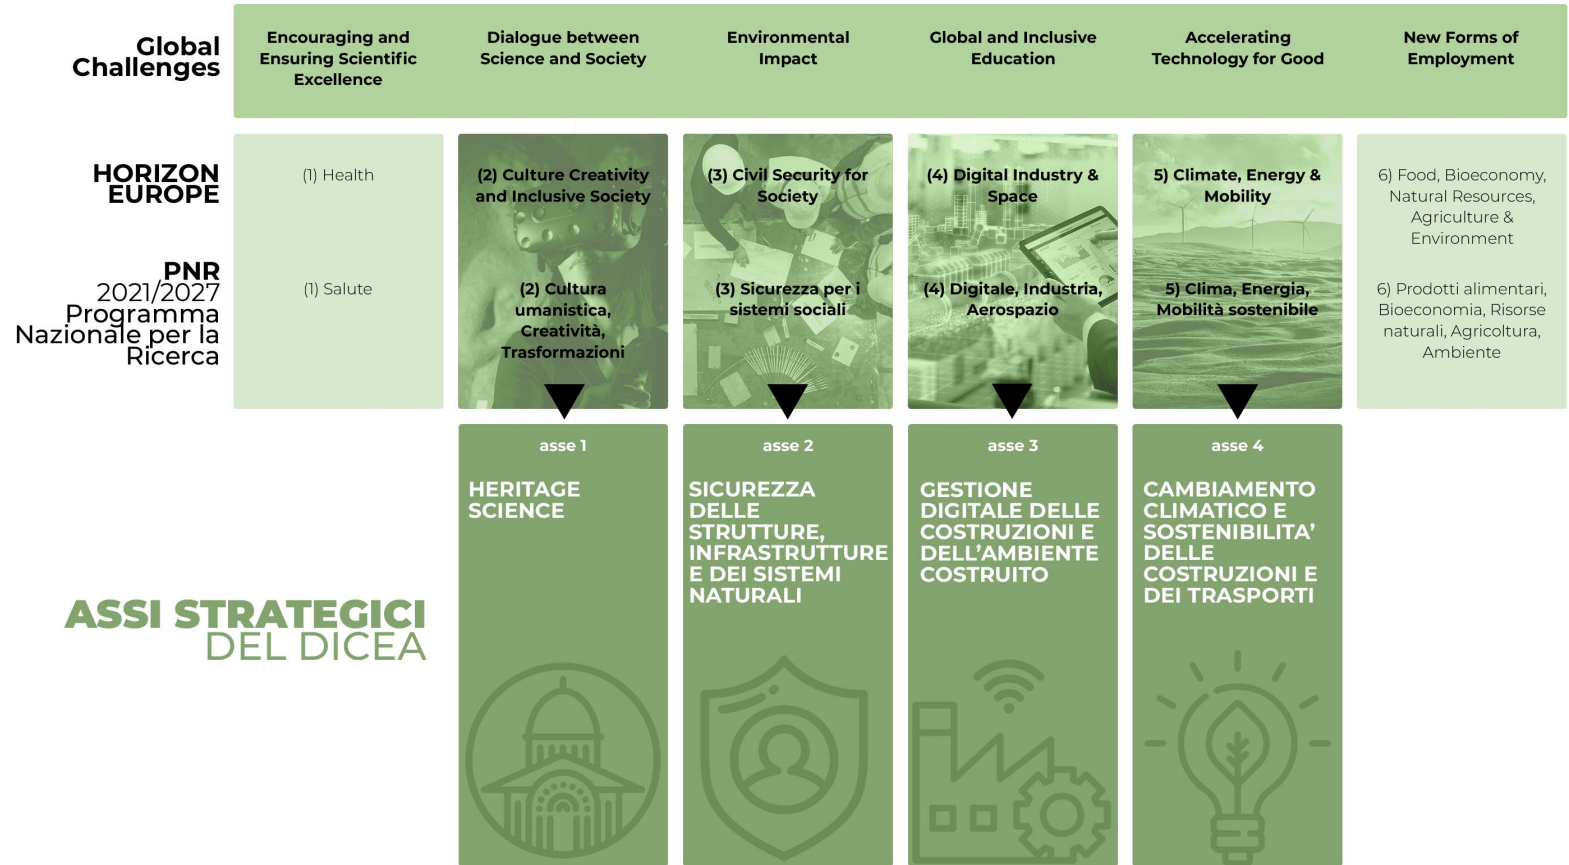 Global
Challenges
Encouraging and
Ensuring Scientific
Excellence
Dialogue between
Science and Society
Environmental
Impact
Global and Inclusive
Education
Accelerating
Technology for Good
New Forms of
Employment
HORIZON
EUROPE
(1) Health
(2) Culture Creativity
and Inclusive Society
(3) Civil Security for
Society
(4) Digital Industry &
Space
5) Climate, Energy &
Mobility
6) Food, Bioeconomy,
Natural Resources,
Agriculture &
Environment
PNR
2021/2027
Programma
Nazionale per la
Ricerca
(1) Salute
(2) Cultura
umanistica,
Creatività,
Trasformazioni
(3) Sicurezza per i
sistemi sociali
(4) Digitale, Industria,
Aerospazio
5) Clima, Energia,
Mobilità sostenibile
6) Prodotti alimentari,
Bioeconomia, Risorse
naturali, Agricoltura,
Ambiente
ASSI STRATEGICI
DEL DICEA
asse 1
HERITAGE
SCIENCE
asse 2
SICUREZZA
DELLE
STRUTTURE,
INFRASTRUTTURE
E DEI SISTEMI
NATURALI
asse 3
GESTIONE
DIGITALE DELLE
COSTRUZIONI E
DELL'AMBIENTE
COSTRUITO
asse 4
CAMBIAMENTO
CLIMATICO E
SOSTENIBILITA'
DELLE
COSTRUZIONI E
DEI TRASPORTI